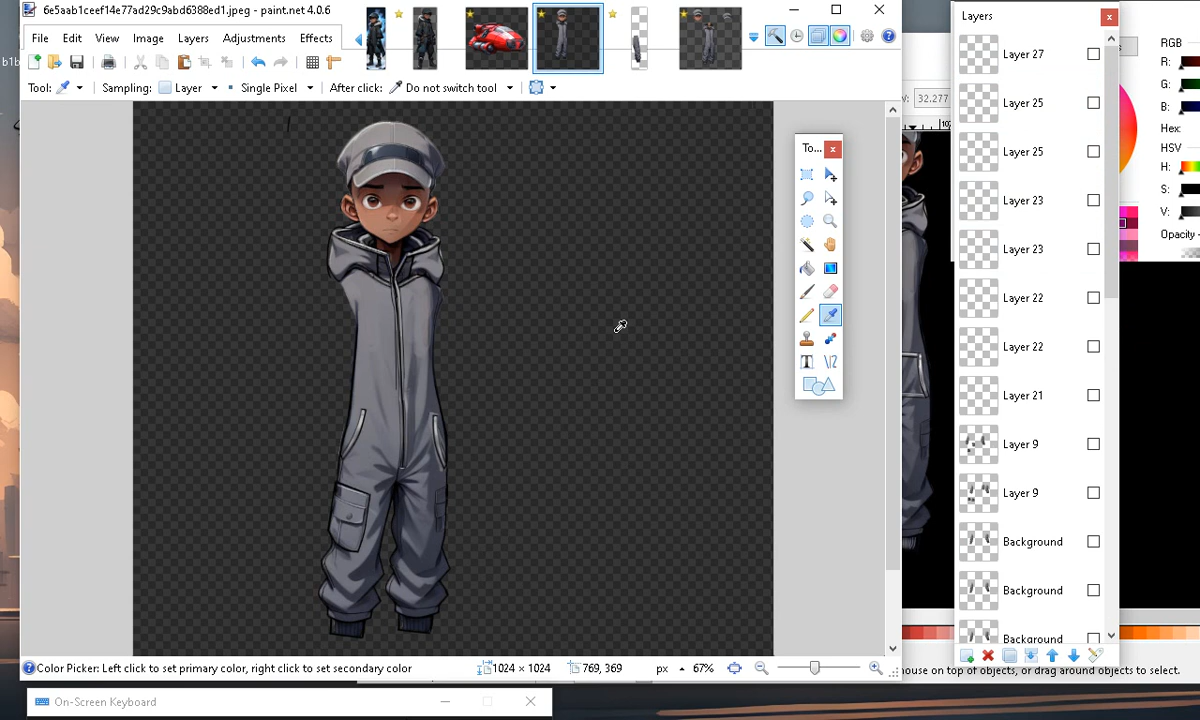 6e5aab1ceef14e77ad29c9abd6388ed1.jpeg - paint.net 4.0.6
File Edit View Image Layers Adjustments Effects
Tool: Sampling: Layer Single Pixel After click: Do not switch tool
To...
Color Picker: Left click to set primary color, right click to set secondary color
1024 × 1024
769, 369
px
67%
On-Screen Keyboard
Layers
Layer 27
Layer 25
Layer 25
Layer 23
Layer 23
Layer 22
Layer 22
Layer 21
Layer 9
Layer 9
Background
Background
Background
32.277
RGB
R:
G:
B:
Hex:
HSV
H:
S:
V:
Opacity -
ouse on top of objects, or drag around objects to select.